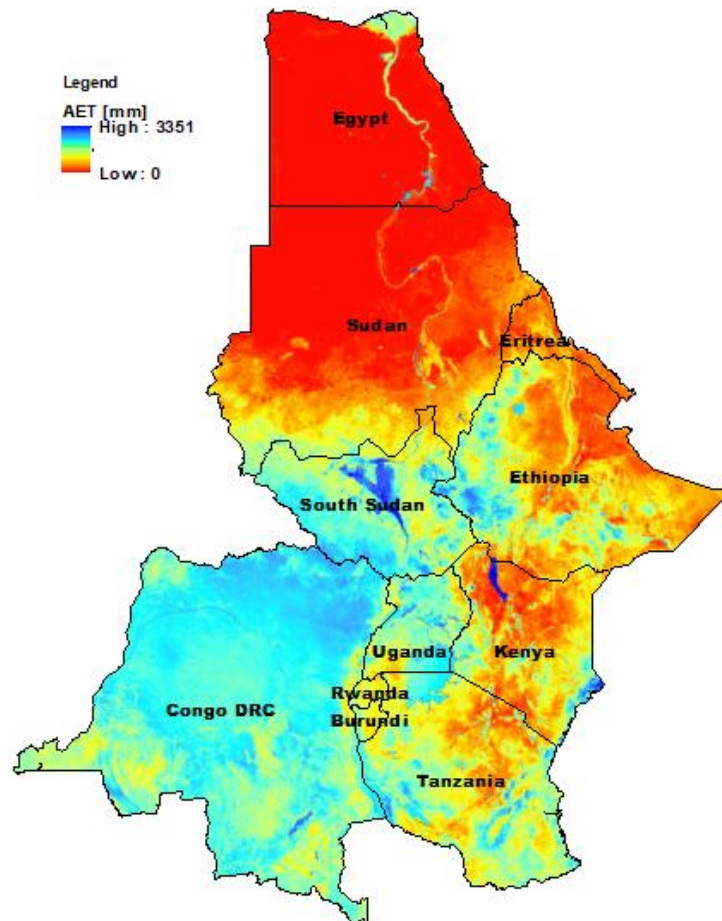 Legend
AET [mm]
High : 3351
Low : 0
Egypt
Sudan
Eritrea
Ethiopia
South Sudan
Uganda
Kenya
Rwanda
Congo DRC
Burundi
Tanzania